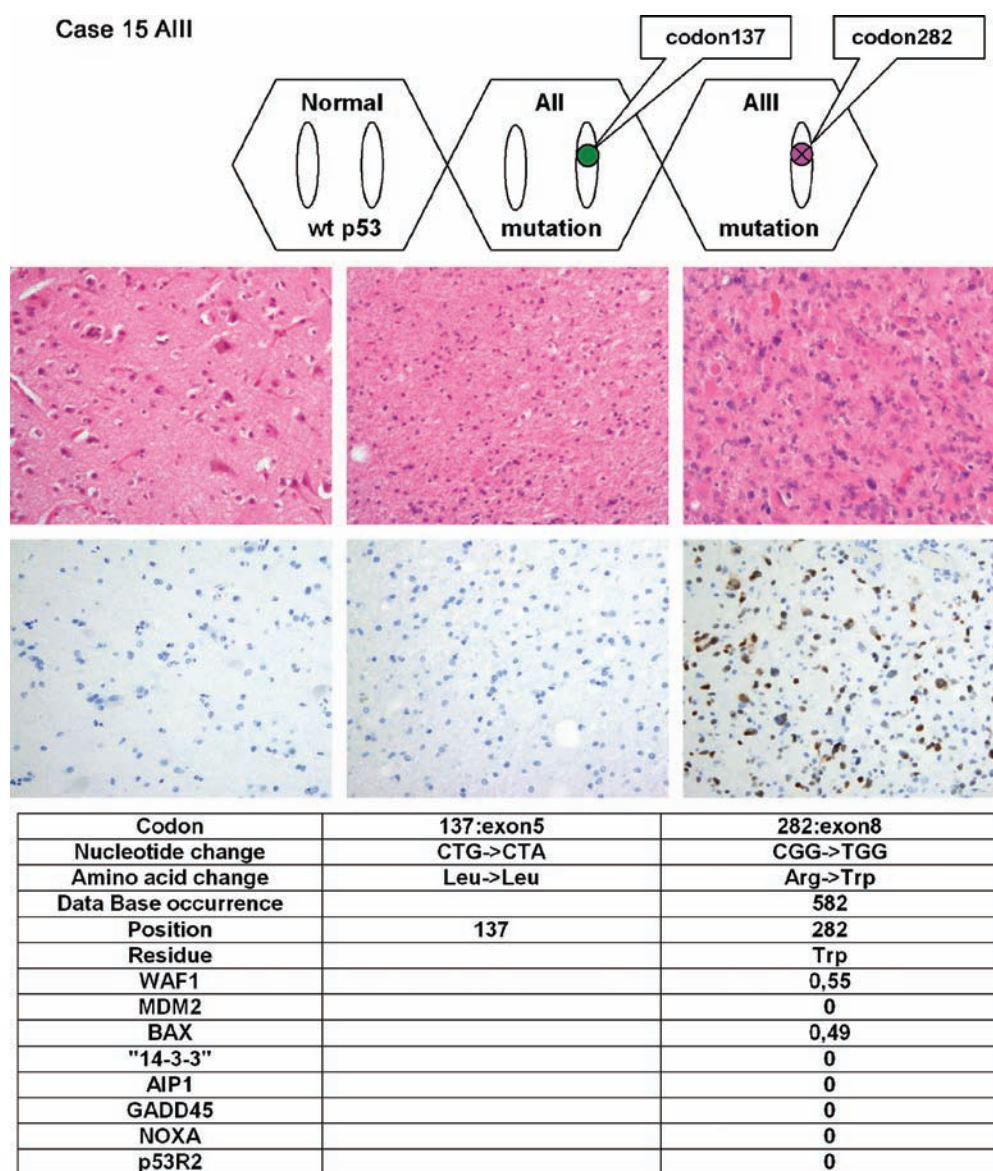 Case 15 AIII
codon137 codon282
Normal AII AIII
wt p53 mutation mutation
Codon 137:exon5 282:exon8
Nucleotide change CTG->CTA CGG->TGG
Amino acid change Leu->Leu Arg->Trp
Data Base occurrence 582
Position 137 282
Residue Trp
WAF1 0,55
MDM2 0
BAX 0,49
"14-3-3" 0
AIP1 0
GADD45 0
NOXA 0
p53R2 0